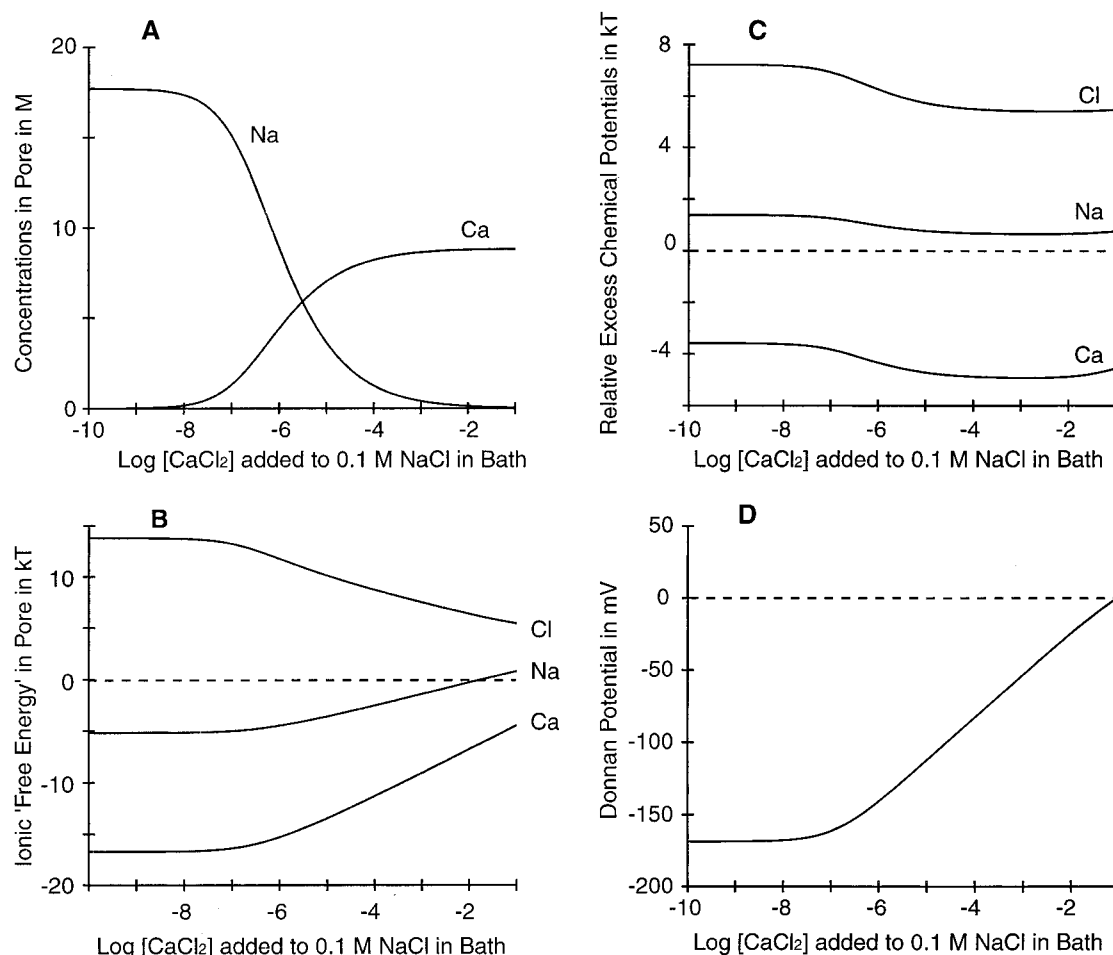 A
Concentrations in Pore in M
20
10
0
Na
Ca
-10 -8 -6 -4 -2
Log [CaCl2] added to 0.1 M NaCl in Bath
C
Relative Excess Chemical Potentials in kT
8
4
0
-4
Cl
Na
Ca
-10 -8 -6 -4 -2
Log [CaCl2] added to 0.1 M NaCl in Bath
B
Ionic 'Free Energy' in Pore in kT
10
0
-10
-20
Cl
Na
Ca
-8 -6 -4 -2
Log [CaCl2] added to 0.1 M NaCl in Bath
D
Donnan Potential in mV
50
0
-50
-100
-150
-200
-10 -8 -6 -4 -2
Log [CaCl2] added to 0.1 M NaCl in Bath